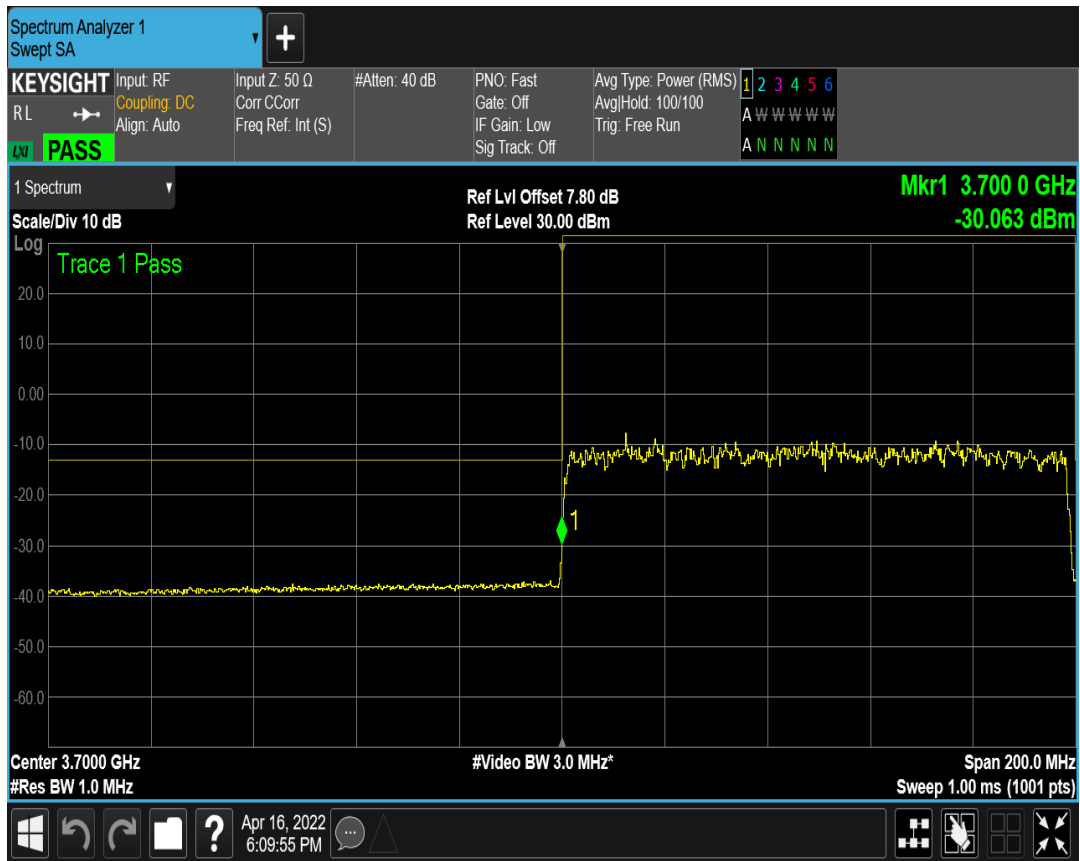 Spectrum Analyzer 1
Swept SA
+
KEYSIGHT
RL
LXI PASS
Input: RF
Coupling: DC
Align: Auto
Input Z: 50 Ω
Corr CCorr
Freq Ref: Int (S)
#Atten: 40 dB
PNO: Fast
Gate: Off
IF Gain: Low
Sig Track: Off
Avg Type: Power (RMS)
Avg|Hold: 100/100
Trig: Free Run
1 2 3 4 5 6
A W W W W W
A N N N N N
1 Spectrum
Scale/Div 10 dB
Ref Lvl Offset 7.80 dB
Ref Level 30.00 dBm
Mkr1 3.700 0 GHz
-30.063 dBm
Log
Trace 1 Pass
20.0
10.0
0.00
-10.0
-20.0
-30.0
-40.0
-50.0
-60.0
1
Center 3.7000 GHz
#Res BW 1.0 MHz
#Video BW 3.0 MHz*
Span 200.0 MHz
Sweep 1.00 ms (1001 pts)
?
Apr 16, 2022
6:09:55 PM